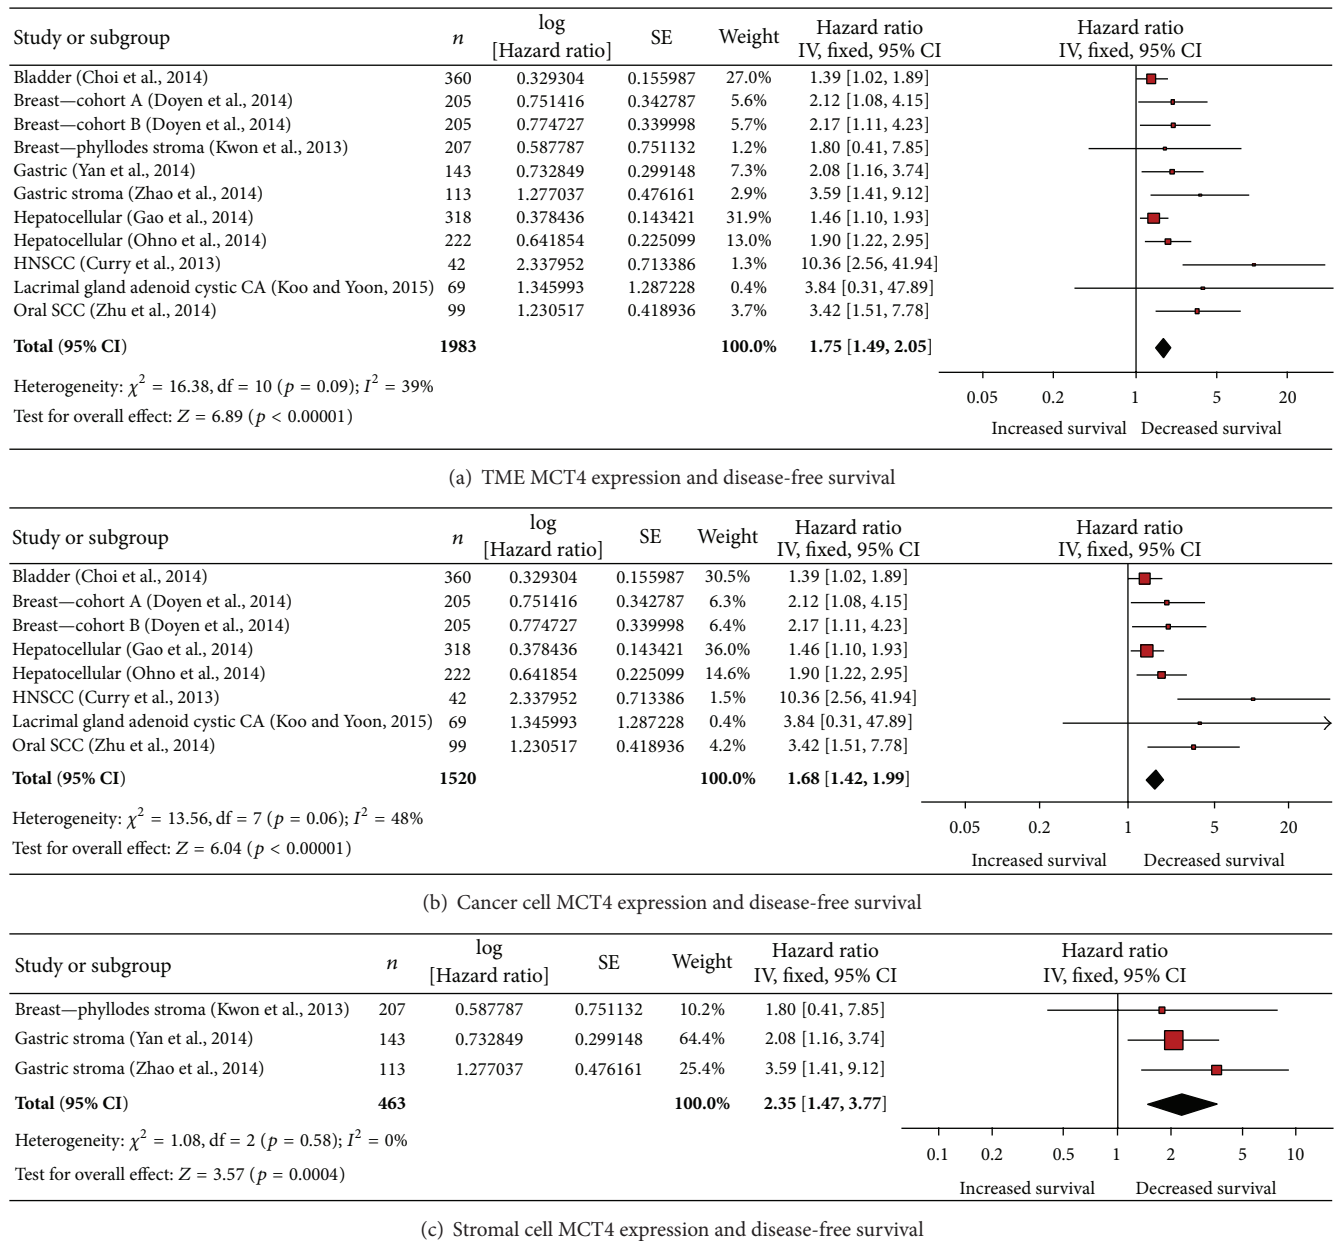 Study or subgroup n log [Hazard ratio] SE Weight Hazard ratio IV, fixed, 95% CI Hazard ratio IV, fixed, 95% CI
Bladder (Choi et al., 2014) 360 0.329304 0.155987 27.0% 1.39 [1.02, 1.89]
Breast—cohort A (Doyen et al., 2014) 205 0.751416 0.342787 5.6% 2.12 [1.08, 4.15]
Breast—cohort B (Doyen et al., 2014) 205 0.774727 0.339998 5.7% 2.17 [1.11, 4.23]
Breast—phyllodes stroma (Kwon et al., 2013) 207 0.587787 0.751132 1.2% 1.80 [0.41, 7.85]
Gastric (Yan et al., 2014) 143 0.732849 0.299148 7.3% 2.08 [1.16, 3.74]
Gastric stroma (Zhao et al., 2014) 113 1.277037 0.476161 2.9% 3.59 [1.41, 9.12]
Hepatocellular (Gao et al., 2014) 318 0.378436 0.143421 31.9% 1.46 [1.10, 1.93]
Hepatocellular (Ohno et al., 2014) 222 0.641854 0.225099 13.0% 1.90 [1.22, 2.95]
HNSCC (Curry et al., 2013) 42 2.337952 0.713386 1.3% 10.36 [2.56, 41.94]
Lacrimal gland adenoid cystic CA (Koo and Yoon, 2015) 69 1.345993 1.287228 0.4% 3.84 [0.31, 47.89]
Oral SCC (Zhu et al., 2014) 99 1.230517 0.418936 3.7% 3.42 [1.51, 7.78]
Total (95% CI) 1983 100.0% 1.75 [1.49, 2.05]
Heterogeneity: χ² = 16.38, df = 10 (p = 0.09); I² = 39%
Test for overall effect: Z = 6.89 (p < 0.00001)
0.05 0.2 1 5 20
Increased survival Decreased survival
(a) TME MCT4 expression and disease-free survival
Study or subgroup n log [Hazard ratio] SE Weight Hazard ratio IV, fixed, 95% CI Hazard ratio IV, fixed, 95% CI
Bladder (Choi et al., 2014) 360 0.329304 0.155987 30.5% 1.39 [1.02, 1.89]
Breast—cohort A (Doyen et al., 2014) 205 0.751416 0.342787 6.3% 2.12 [1.08, 4.15]
Breast—cohort B (Doyen et al., 2014) 205 0.774727 0.339998 6.4% 2.17 [1.11, 4.23]
Hepatocellular (Gao et al., 2014) 318 0.378436 0.143421 36.0% 1.46 [1.10, 1.93]
Hepatocellular (Ohno et al., 2014) 222 0.641854 0.225099 14.6% 1.90 [1.22, 2.95]
HNSCC (Curry et al., 2013) 42 2.337952 0.713386 1.5% 10.36 [2.56, 41.94]
Lacrimal gland adenoid cystic CA (Koo and Yoon, 2015) 69 1.345993 1.287228 0.4% 3.84 [0.31, 47.89]
Oral SCC (Zhu et al., 2014) 99 1.230517 0.418936 4.2% 3.42 [1.51, 7.78]
Total (95% CI) 1520 100.0% 1.68 [1.42, 1.99]
Heterogeneity: χ² = 13.56, df = 7 (p = 0.06); I² = 48%
Test for overall effect: Z = 6.04 (p < 0.00001)
0.05 0.2 1 5 20
Increased survival Decreased survival
(b) Cancer cell MCT4 expression and disease-free survival
Study or subgroup n log [Hazard ratio] SE Weight Hazard ratio IV, fixed, 95% CI Hazard ratio IV, fixed, 95% CI
Breast—phyllodes stroma (Kwon et al., 2013) 207 0.587787 0.751132 10.2% 1.80 [0.41, 7.85]
Gastric stroma (Yan et al., 2014) 143 0.732849 0.299148 64.4% 2.08 [1.16, 3.74]
Gastric stroma (Zhao et al., 2014) 113 1.277037 0.476161 25.4% 3.59 [1.41, 9.12]
Total (95% CI) 463 100.0% 2.35 [1.47, 3.77]
Heterogeneity: χ² = 1.08, df = 2 (p = 0.58); I² = 0%
Test for overall effect: Z = 3.57 (p = 0.0004)
0.1 0.2 0.5 1 2 5 10
Increased survival Decreased survival
(c) Stromal cell MCT4 expression and disease-free survival